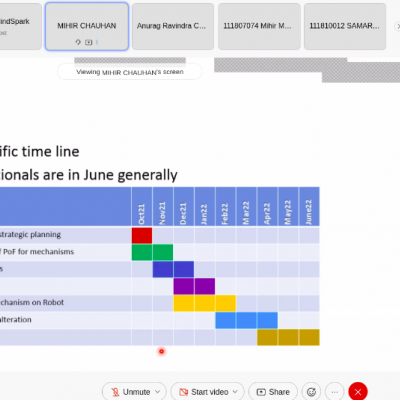 indSpark
MIHIR CHAUHAN
Anurag Ravindra C...
111807074 Mihir M...
111810012 SAMAR...
Viewing MIHIR CHAUHAN's screen
ific time line
ionals are in June generally
Oct21
Nov21
Dec21
Jan22
Feb22
Mar22
Apr22
May22
June22
strategic planning
f PoF for mechanisms
s
chanism on Robot
alteration
Unmute
Start video
Share